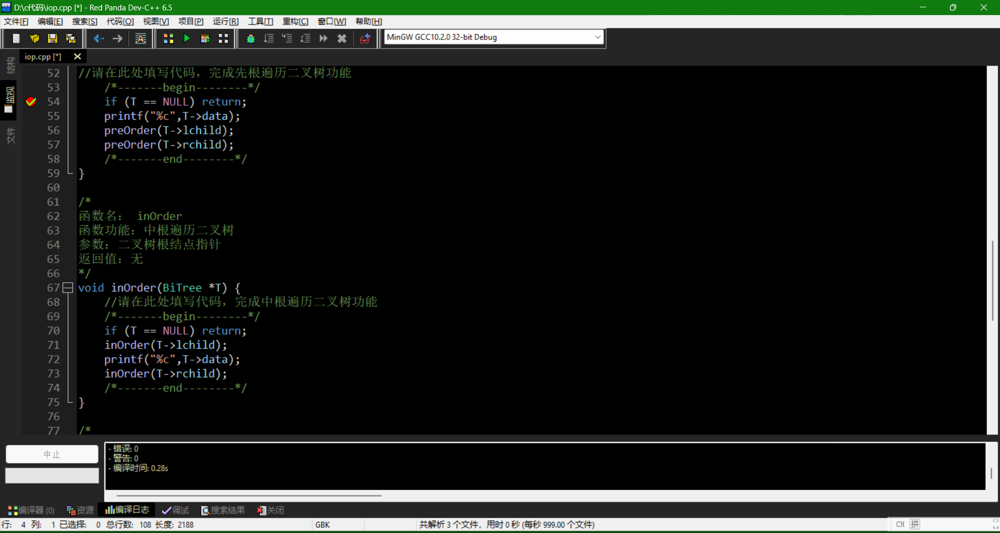 D:\c代码\iop.cpp [*] - Red Panda Dev-C++ 6.5
文件[F] 编辑[E] 搜索[S] 代码[O] 视图[V] 项目[P] 运行[R] 工具[T] 重构[C] 窗口[W] 帮助[H]
MinGW GCC10.2.0 32-bit Debug
iop.cpp [*]
结构
监视
文件
52 //请在此处填写代码，完成先根遍历二叉树功能
53 /*-------begin--------*/
54 if (T == NULL) return;
55 printf("%c",T->data);
56 preOrder(T->lchild);
57 preOrder(T->rchild);
58 /*-------end--------*/
59 }
60
61 /*
62 函数名： inOrder
63 函数功能：中根遍历二叉树
64 参数：二叉树根结点指针
65 返回值：无
66 */
67 void inOrder(BiTree *T) {
68 //请在此处填写代码，完成中根遍历二叉树功能
69 /*-------begin--------*/
70 if (T == NULL) return;
71 inOrder(T->lchild);
72 printf("%c",T->data);
73 inOrder(T->rchild);
74 /*-------end--------*/
75 }
76
77 /*
中止
- 错误: 0
- 警告: 0
- 编译时间: 0.28s
编译器 (0) 资源 编译日志 调试 搜索结果 关闭
行: 4 列: 1 已选择: 0 总行数: 108 长度: 2188 GBK 共解析 3 个文件，用时 0 秒 (每秒 999.00 个文件) CH 拼